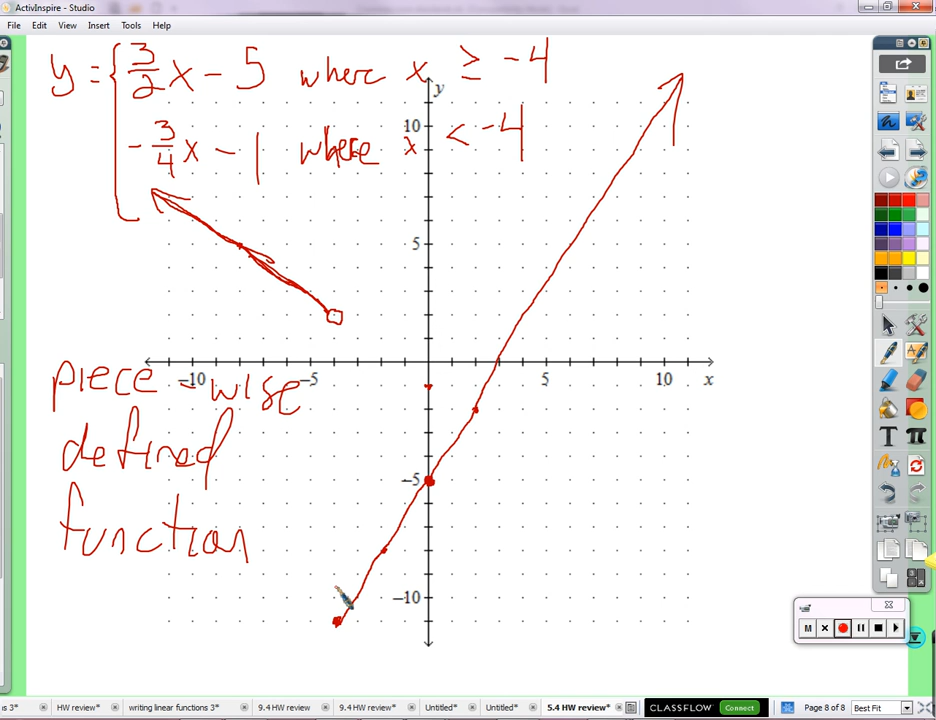 ActivInspire - Studio
File Edit View Insert Tools Help
y = { 3/2 x - 5 where x ≥ -4
-3/4 x - 1 where x < -4
y
10
5
-10 -5 5 10 x
-5
-10
piece - wise
defined
function
M
is 3* HW review* writing linear functions 3* 9.4 HW review 9.4 HW review* Untitled* Untitled* 5.4 HW review* CLASSFLOW Connect Page 8 of 8 Best Fit